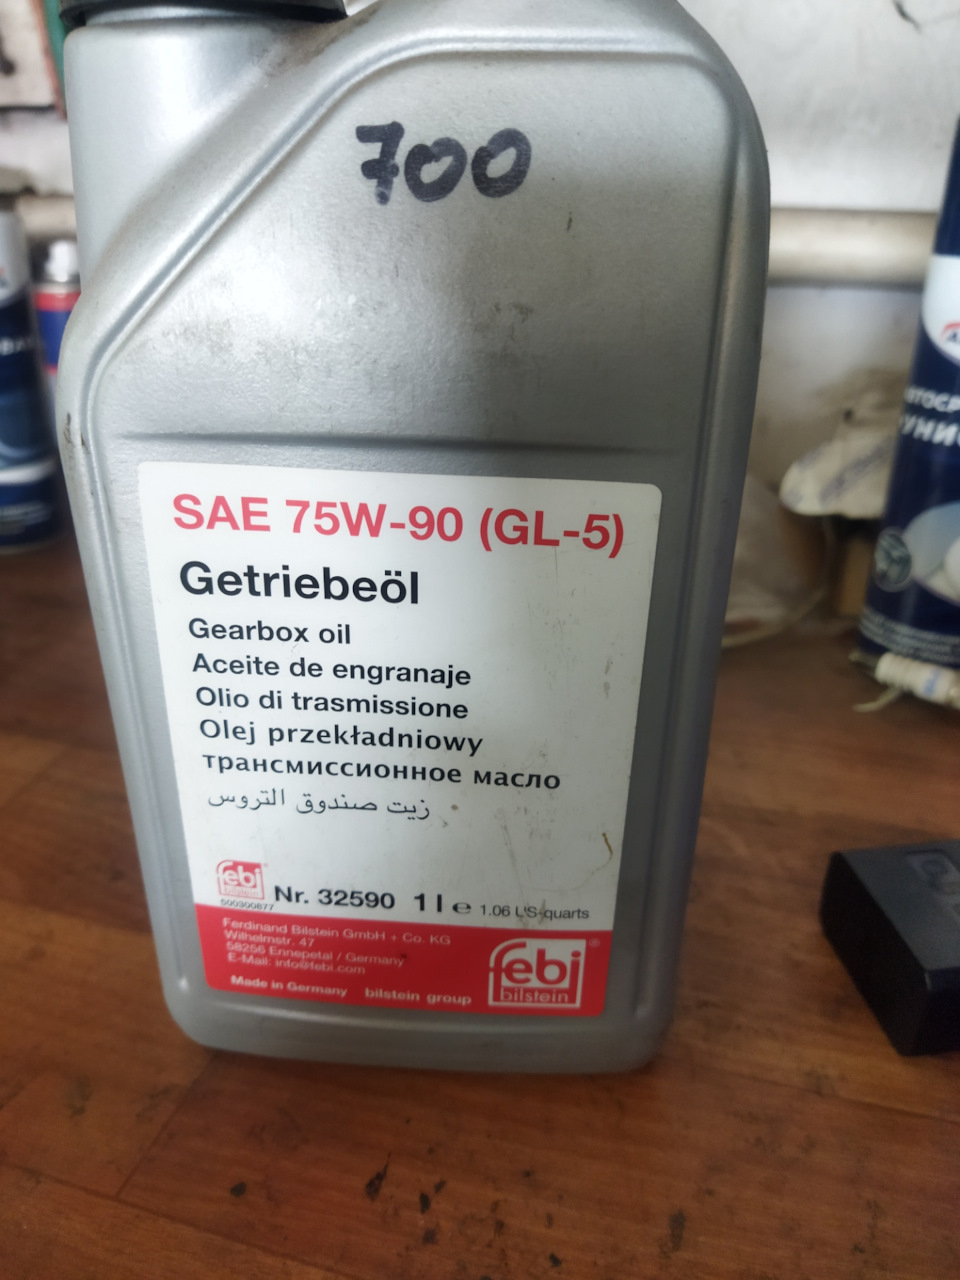 700
SAE 75W-90 (GL-5)
Getriebeöl
Gearbox oil
Aceite de engranaje
Olio di trasmissione
Olej przekładniowy
трансмиссионное масло
زيت صندوق التروس
febi
bilstein
500300877
Nr. 32590 1 l e 1.06 US-quarts
Ferdinand Bilstein GmbH + Co. KG
Wilhelmstr. 47
58256 Ennepetal / Germany
E-Mail: info@febi.com
Made in Germany bilstein group
febi®
bilstein